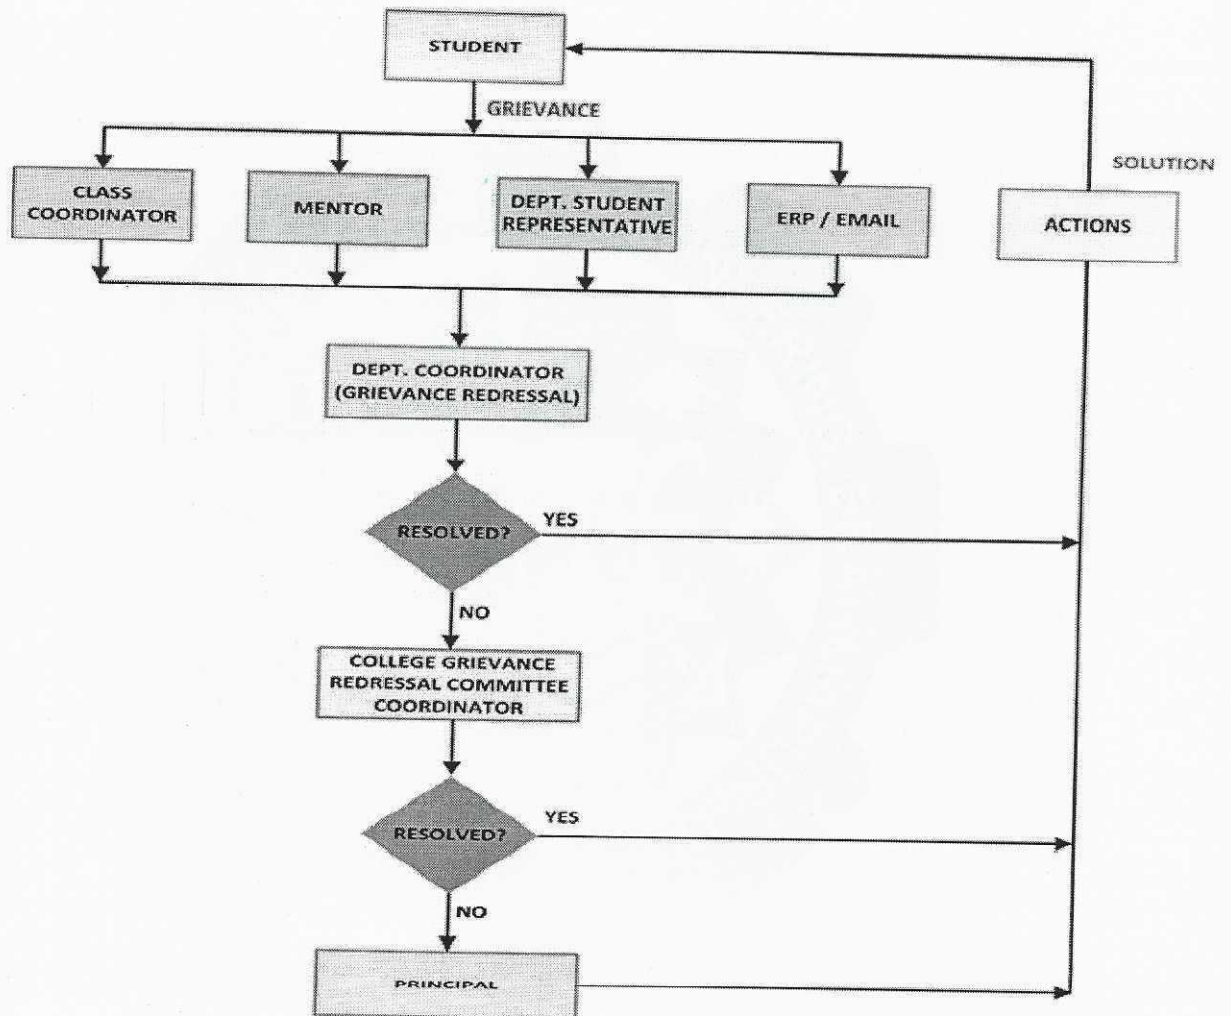 STUDENT
GRIEVANCE
SOLUTION
CLASS
COORDINATOR
MENTOR
DEPT. STUDENT
REPRESENTATIVE
ERP / EMAIL
ACTIONS
DEPT. COORDINATOR
(GRIEVANCE REDRESSAL)
RESOLVED?
YES
NO
COLLEGE GRIEVANCE
REDRESSAL COMMITTEE
COORDINATOR
RESOLVED?
YES
NO
PRINCIPAL